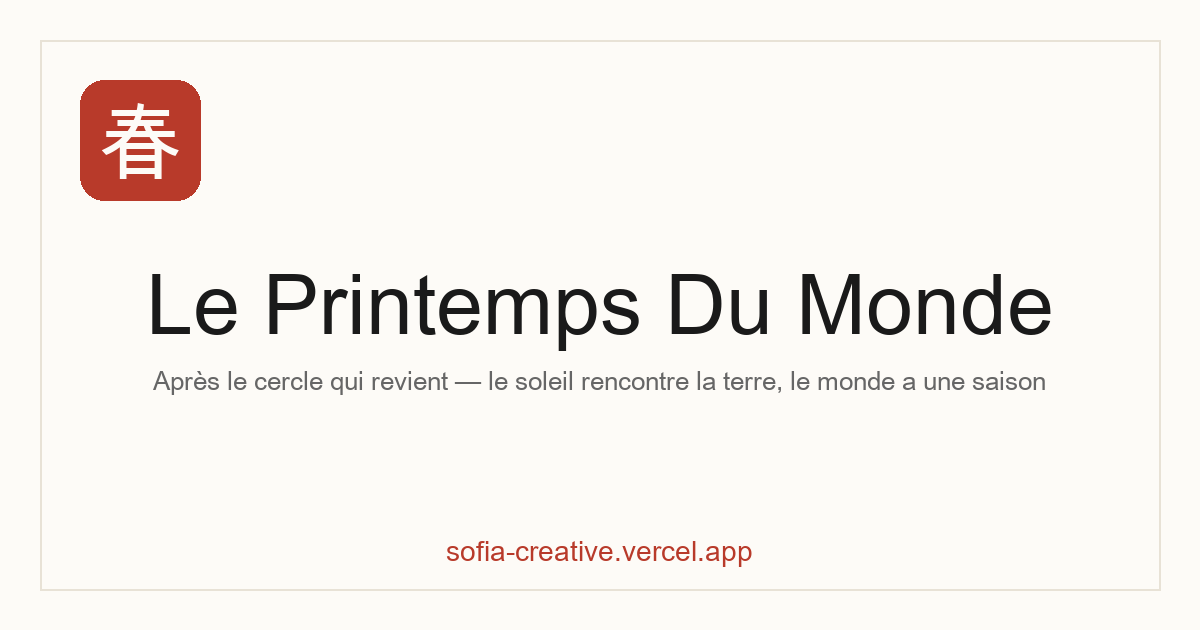 春
Le Printemps Du Monde
Après le cercle qui revient — le soleil rencontre la terre, le monde a une saison
sofia-creative.vercel.app